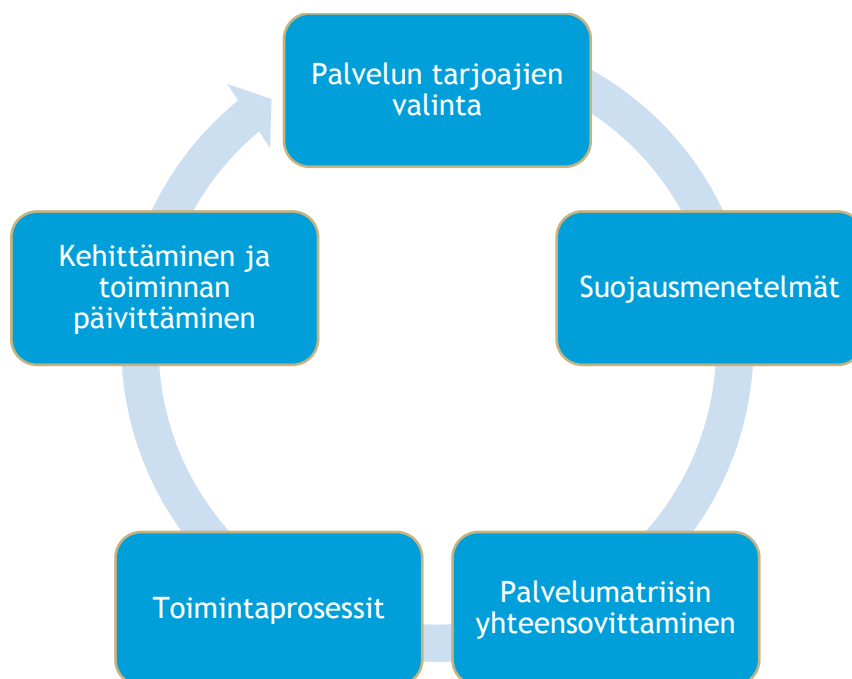 Palvelun tarjoajien
valinta
Suojausmenetelmät
Palvelumatriisin
yhteensovittaminen
Toimintaprosessit
Kehittäminen ja
toiminnan
päivittäminen